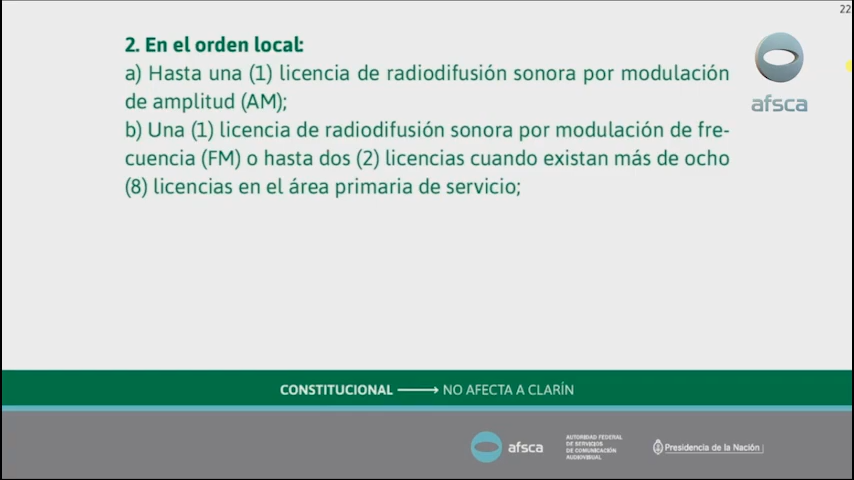 22
2. En el orden local:
a) Hasta una (1) licencia de radiodifusión sonora por modulación
de amplitud (AM);
b) Una (1) licencia de radiodifusión sonora por modulación de fre-
cuencia (FM) o hasta dos (2) licencias cuando existan más de ocho
(8) licencias en el área primaria de servicio;
afsca
CONSTITUCIONAL ⟶ NO AFECTA A CLARÍN
afsca
AUTORIDAD FEDERAL
DE SERVICIOS
DE COMUNICACIÓN
AUDIOVISUAL
Presidencia de la Nación